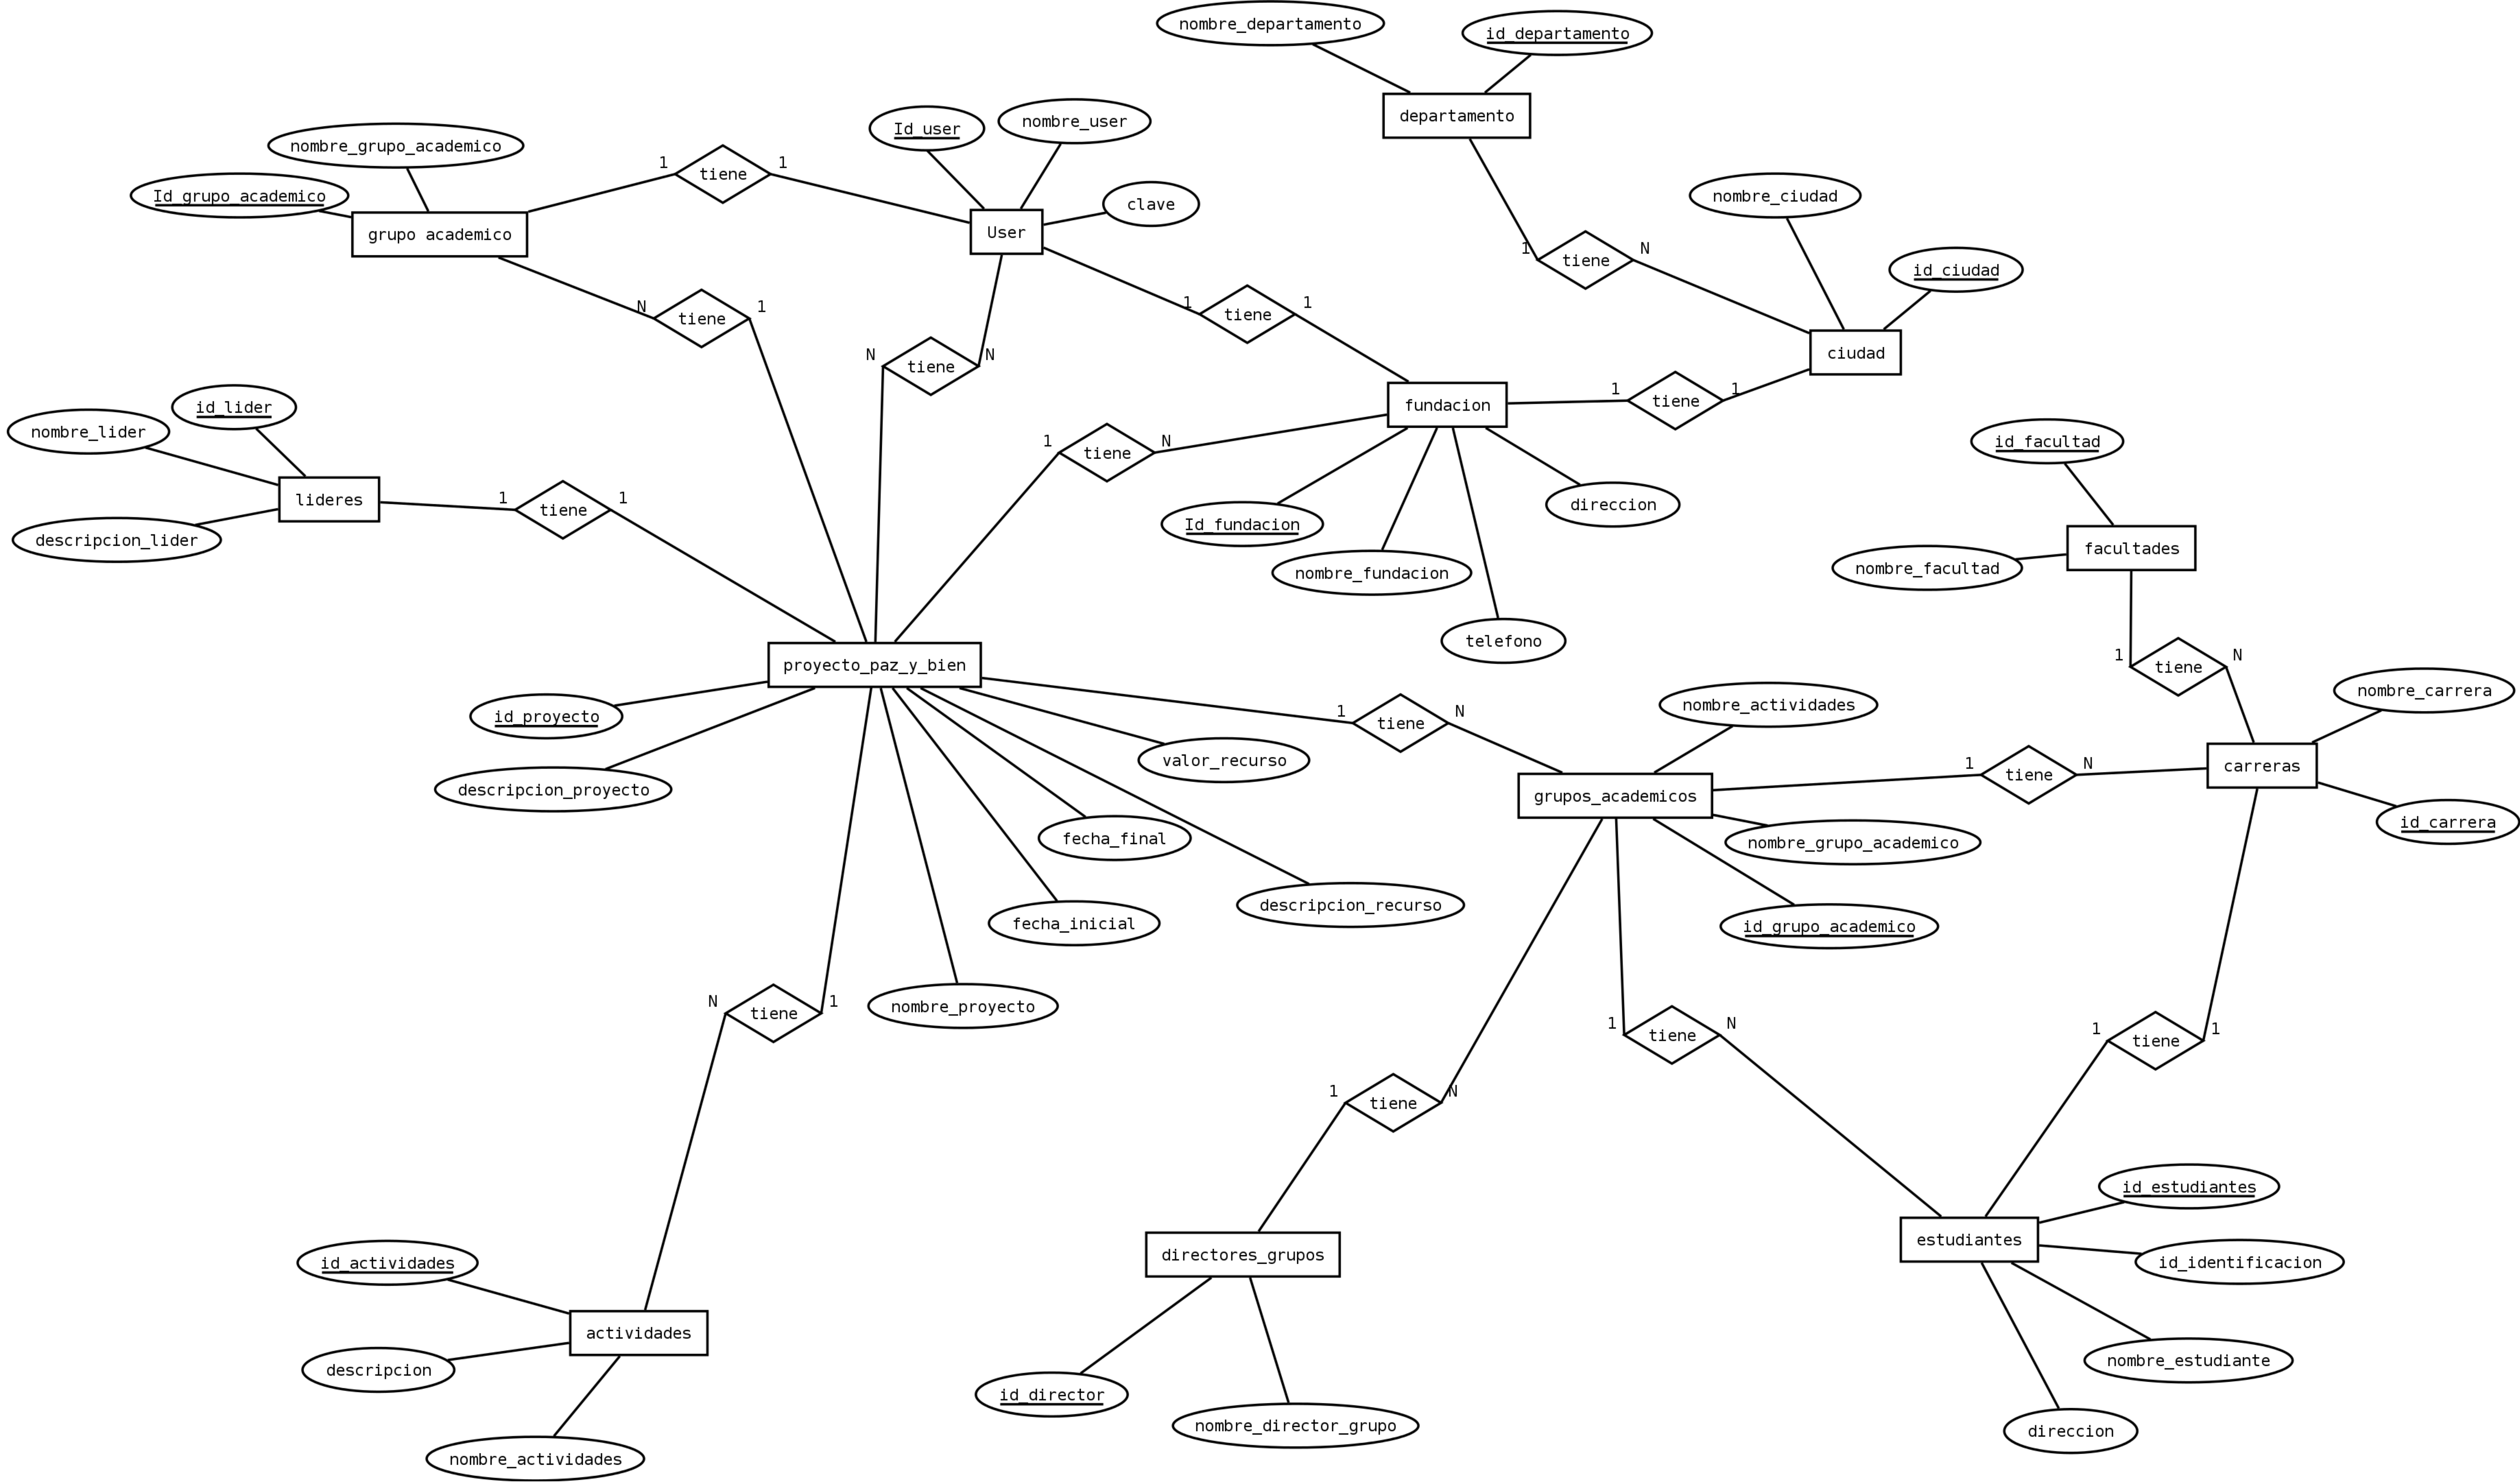 nombre_departamento
id_departamento
departamento
Id_user
nombre_user
nombre_grupo_academico
1
tiene
1
Id_grupo_academico
clave
nombre_ciudad
grupo academico
User
1
tiene
N
id_ciudad
N
tiene
1
1
tiene
1
N
tiene
N
ciudad
id_lider
fundacion
1
tiene
1
nombre_lider
1
tiene
N
id_facultad
lideres
1
tiene
1
Id_fundacion
direccion
descripcion_lider
nombre_fundacion
facultades
nombre_facultad
telefono
proyecto_paz_y_bien
1
tiene
N
id_proyecto
1
tiene
N
nombre_actividades
nombre_carrera
descripcion_proyecto
valor_recurso
grupos_academicos
1
tiene
N
carreras
fecha_final
nombre_grupo_academico
id_carrera
fecha_inicial
descripcion_recurso
id_grupo_academico
nombre_proyecto
N
tiene
1
1
tiene
N
1
tiene
1
1
tiene
N
id_estudiantes
id_actividades
directores_grupos
estudiantes
id_identificacion
actividades
descripcion
id_director
nombre_estudiante
nombre_actividades
nombre_director_grupo
direccion